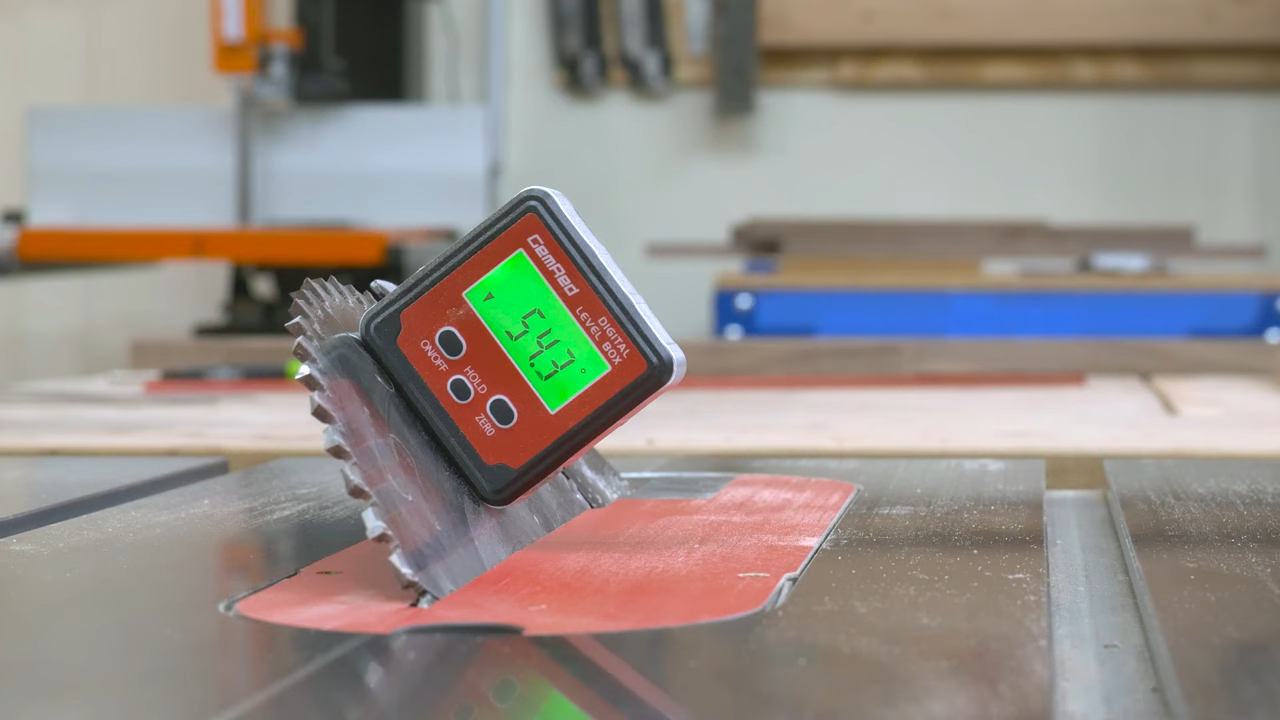 GemRed
DIGITAL
LEVEL BOX
54.3°
ON/OFF
HOLD
ZERO